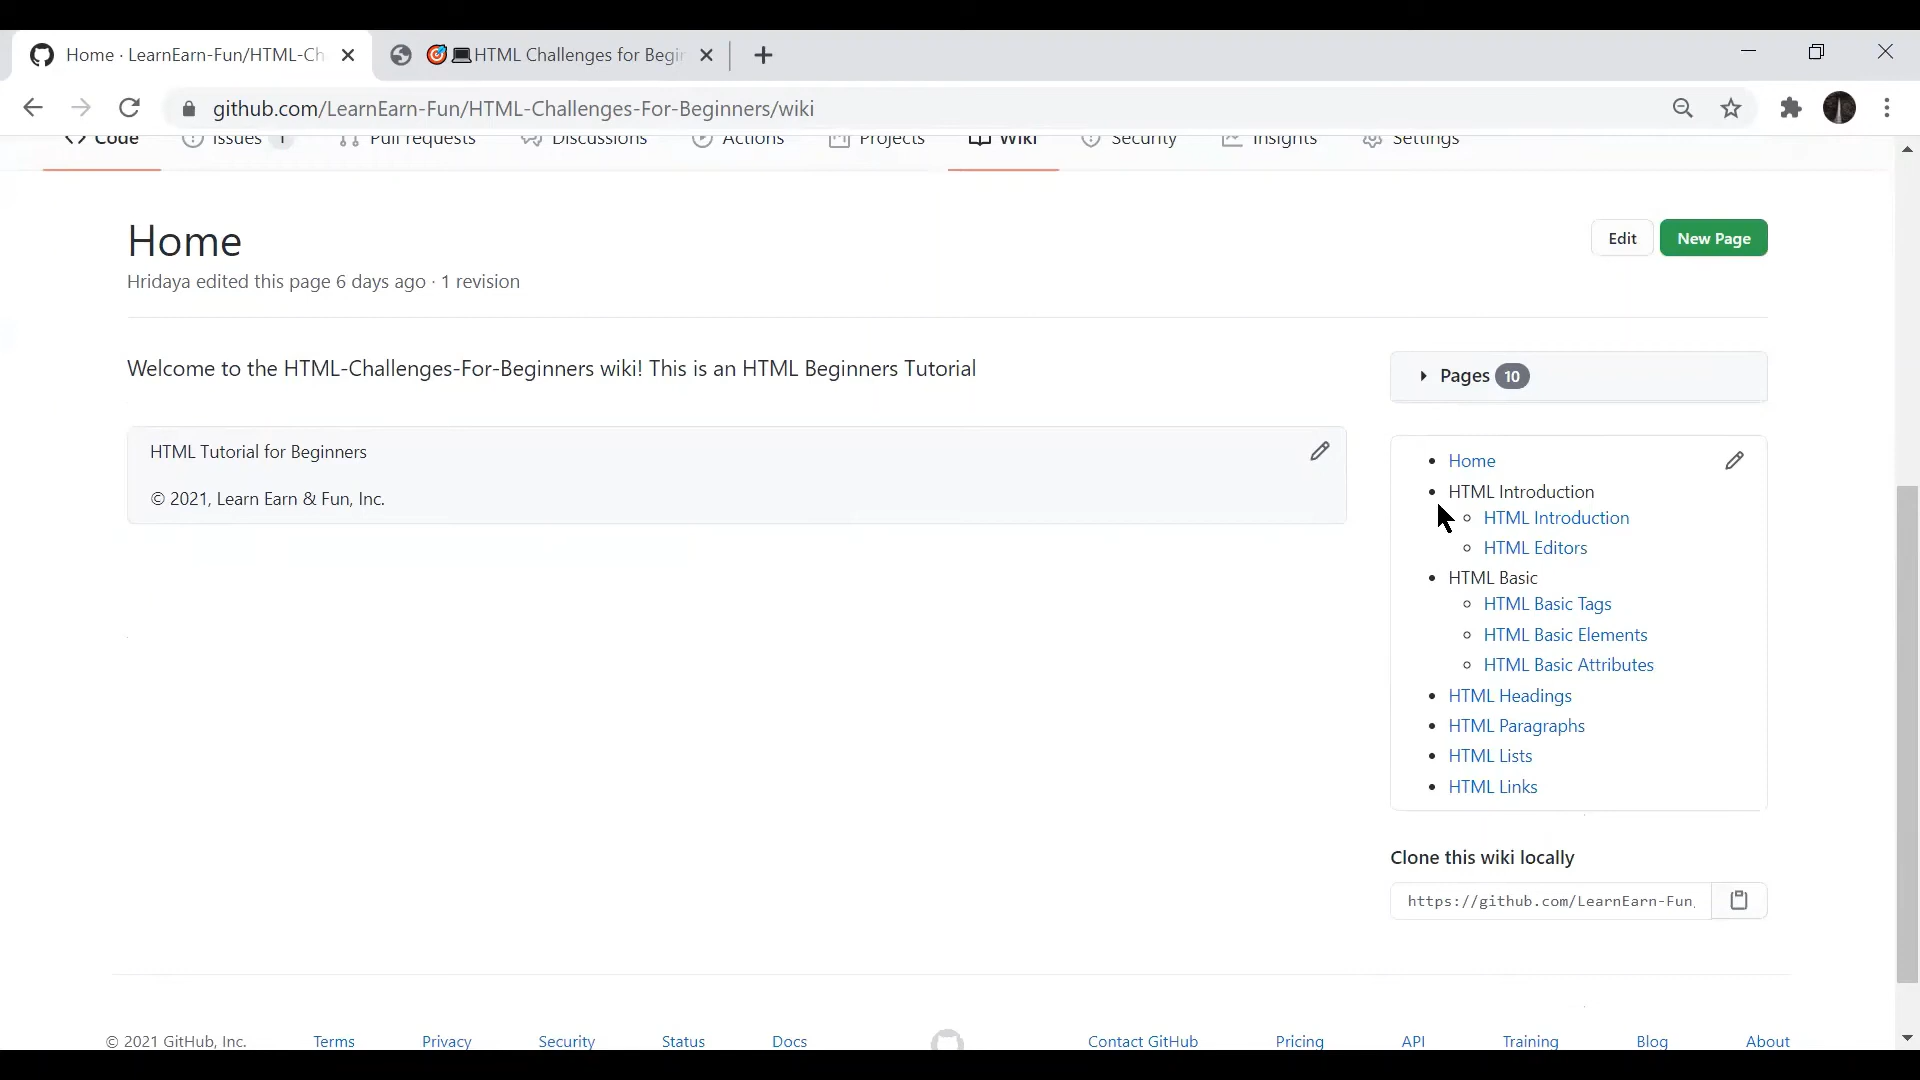 Home · LearnEarn-Fun/HTML-Ch
HTML Challenges for Begin
github.com/LearnEarn-Fun/HTML-Challenges-For-Beginners/wiki
Code Issues 1 Pull requests Discussions Actions Projects Wiki Security Insights Settings
Home
Edit New Page
Hridaya edited this page 6 days ago · 1 revision
Welcome to the HTML-Challenges-For-Beginners wiki! This is an HTML Beginners Tutorial
HTML Tutorial for Beginners
© 2021, Learn Earn & Fun, Inc.
Pages 10
Home
HTML Introduction
HTML Introduction
HTML Editors
HTML Basic
HTML Basic Tags
HTML Basic Elements
HTML Basic Attributes
HTML Headings
HTML Paragraphs
HTML Lists
HTML Links
Clone this wiki locally
https://github.com/LearnEarn-Fun
© 2021 GitHub, Inc. Terms Privacy Security Status Docs Contact GitHub Pricing API Training Blog About